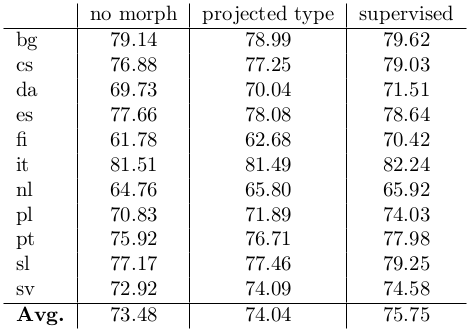 no morph projected type supervised
bg 79.14 78.99 79.62
cs 76.88 77.25 79.03
da 69.73 70.04 71.51
es 77.66 78.08 78.64
fi 61.78 62.68 70.42
it 81.51 81.49 82.24
nl 64.76 65.80 65.92
pl 70.83 71.89 74.03
pt 75.92 76.71 77.98
sl 77.17 77.46 79.25
sv 72.92 74.09 74.58
Avg. 73.48 74.04 75.75